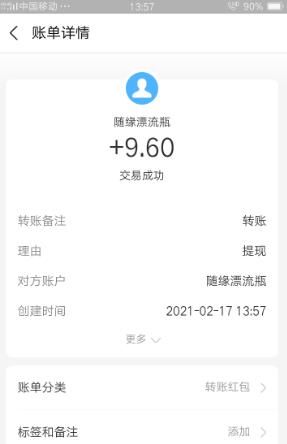 中国移动 13:57 90%
账单详情
随缘漂流瓶
+9.60
交易成功
转账备注 转账
理由 提现
对方账户 随缘漂流瓶
创建时间 2021-02-17 13:57
更多
账单分类 转账红包
标签和备注 添加